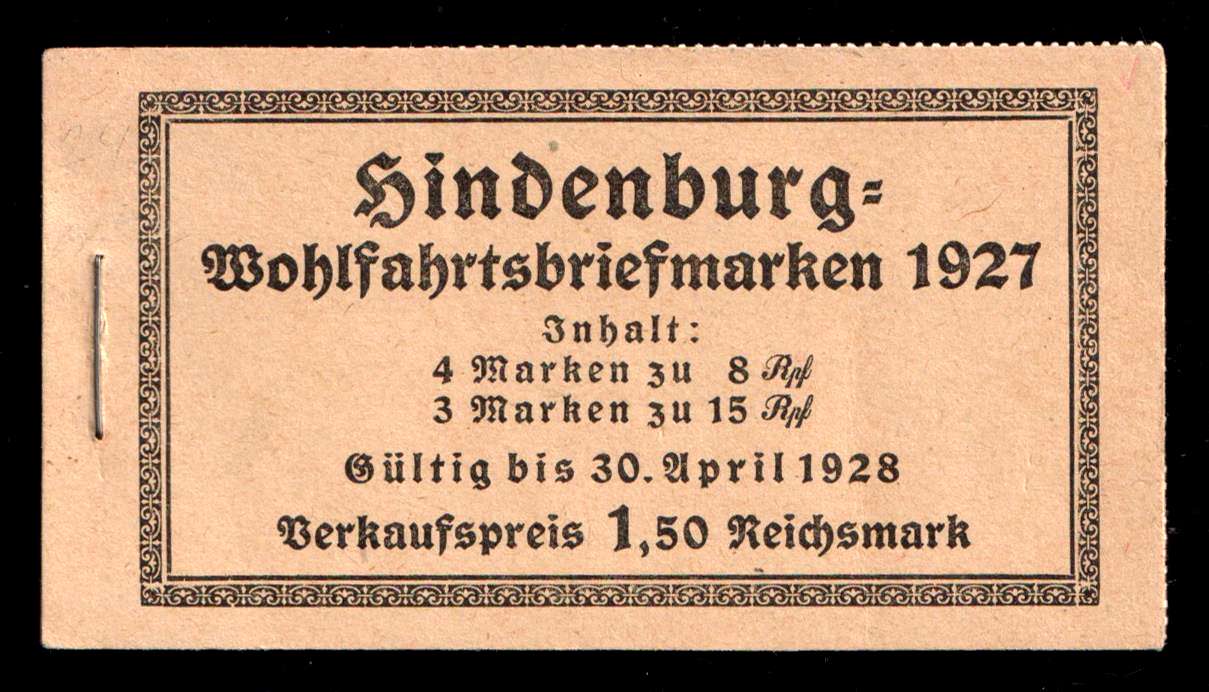 Hindenburg=
Wohlfahrtsbriefmarken 1927
Inhalt:
4 Marken zu 8 Rpf
3 Marken zu 15 Rpf
Gültig bis 30. April 1928
Verkaufspreis 1,50 Reichsmark